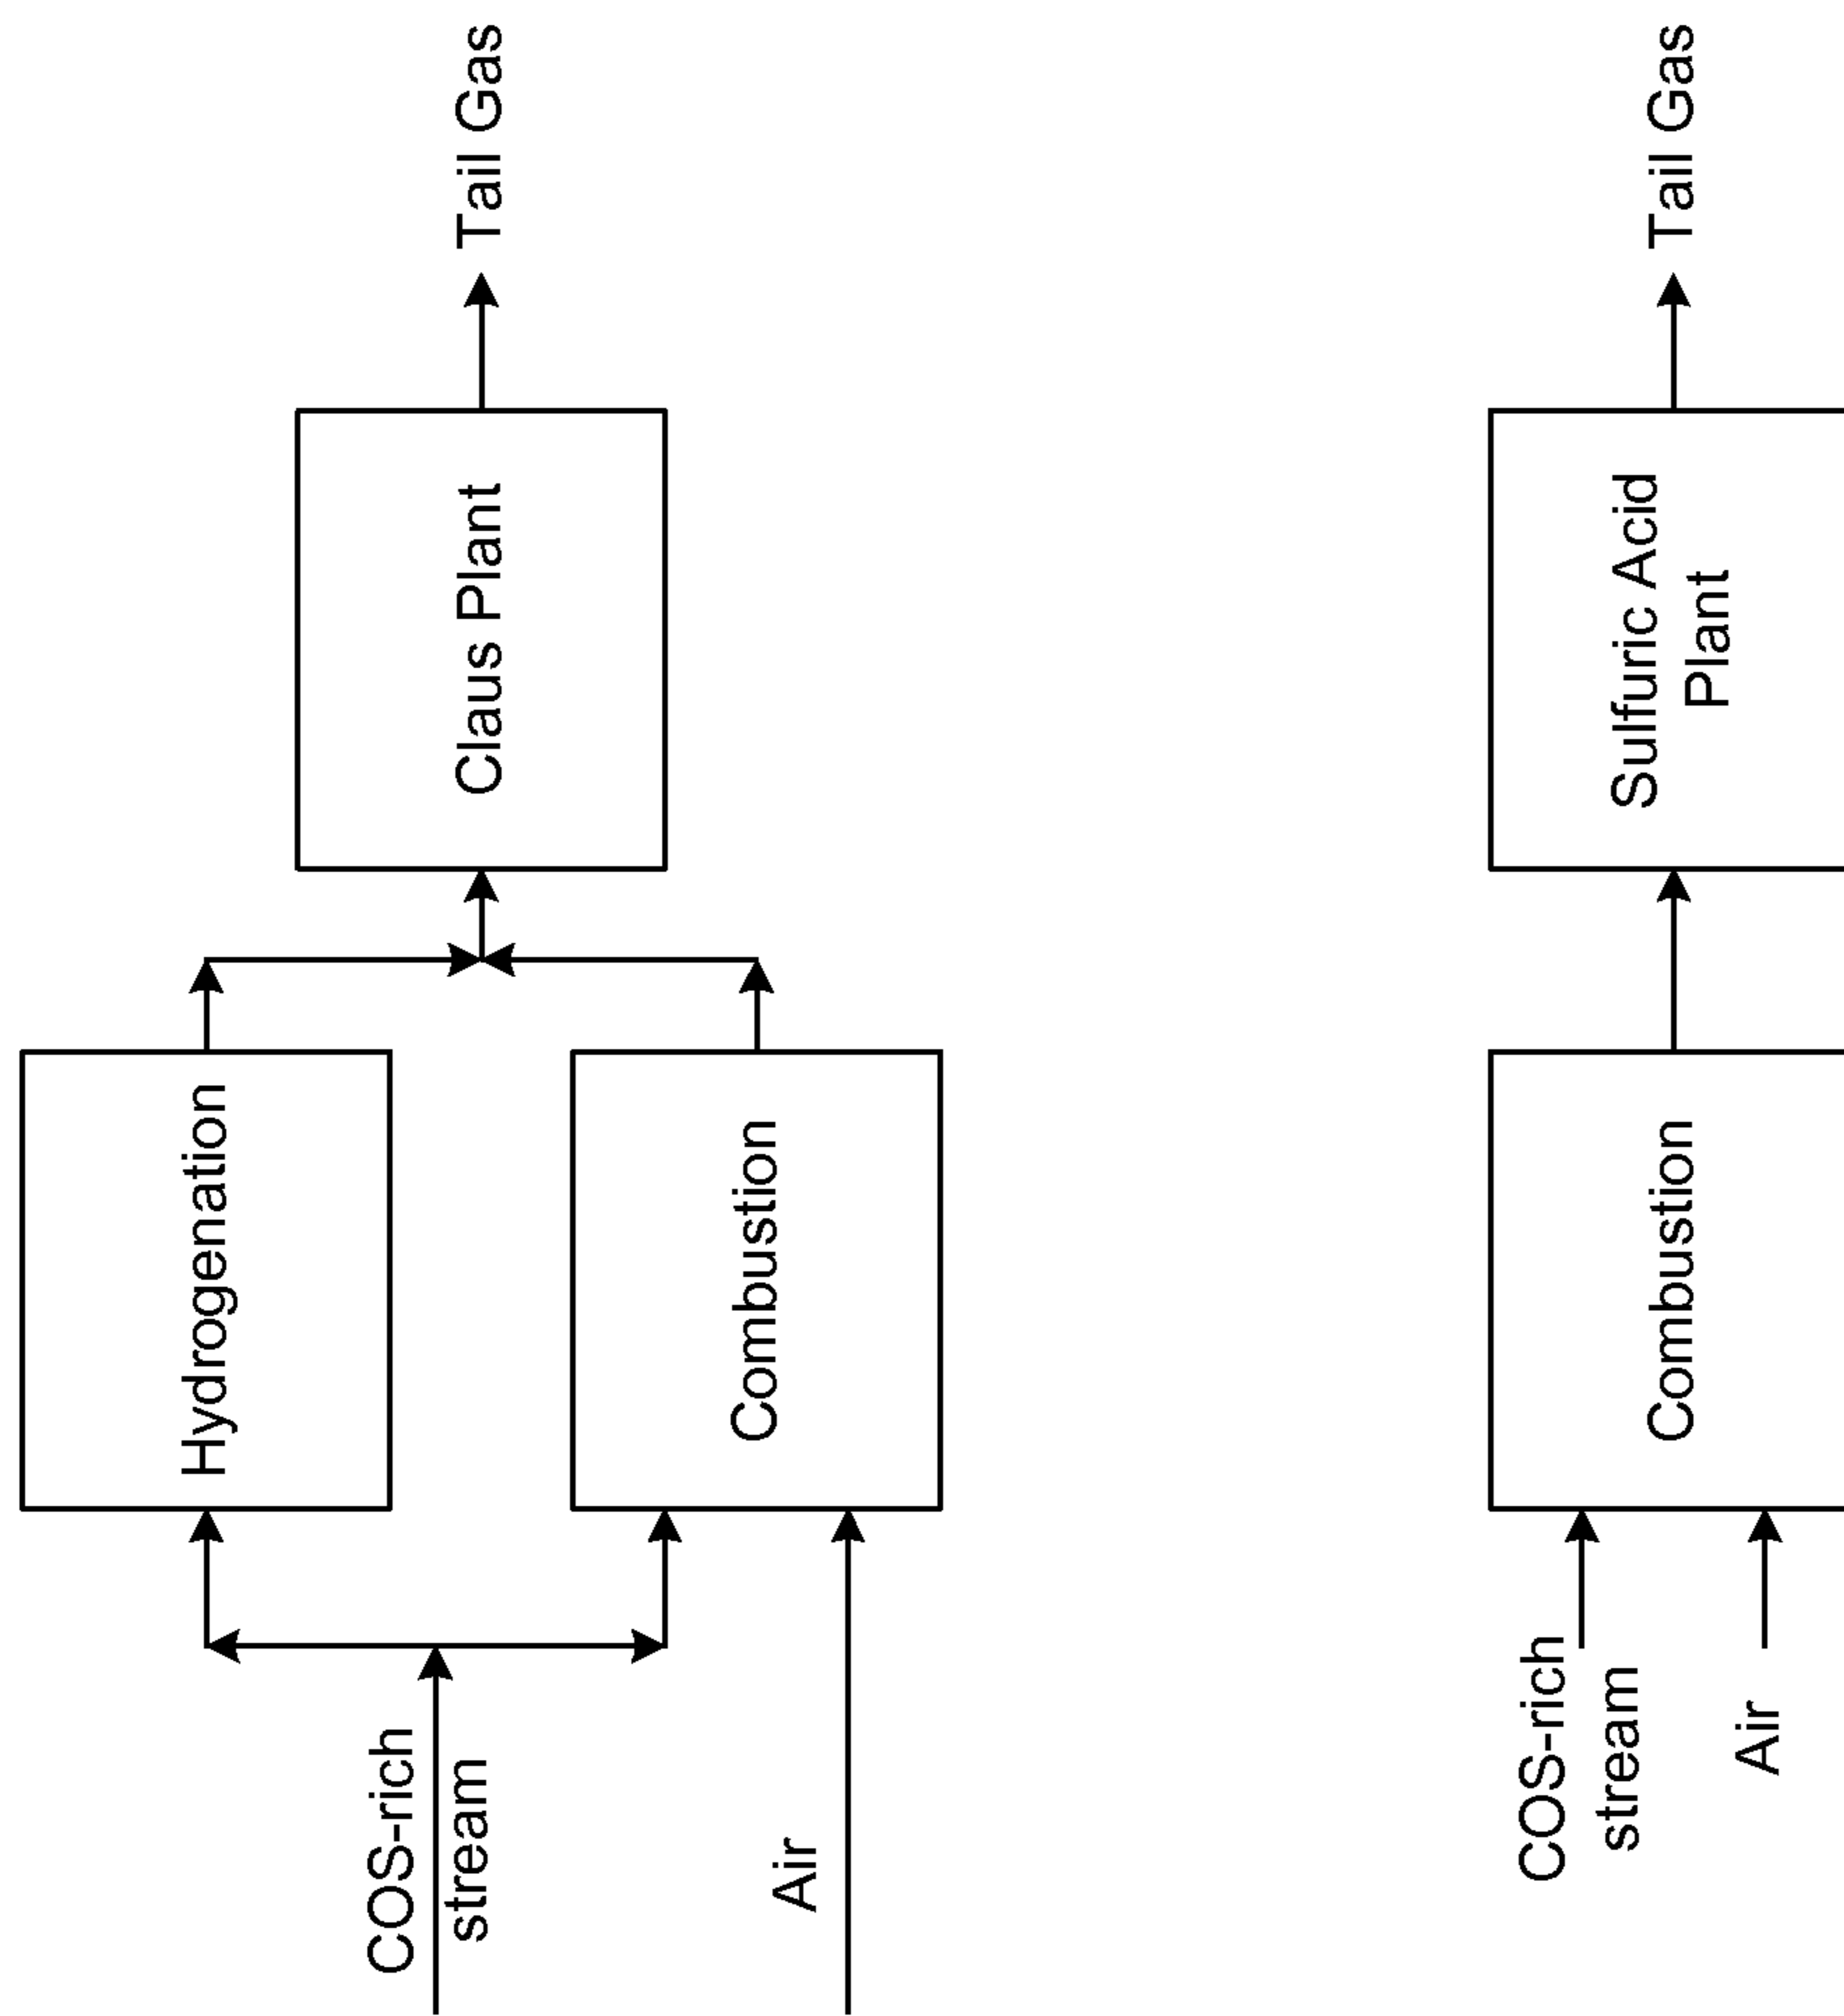 COS-rich
stream
Air
Hydrogenation
Combustion
Claus Plant
Tail Gas
COS-rich
stream
Air
Combustion
Sulfuric Acid
Plant
Tail Gas